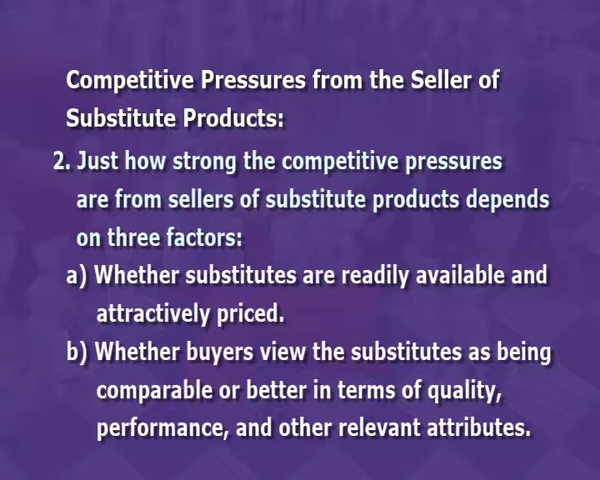 Competitive Pressures from the Seller of
Substitute Products:
2. Just how strong the competitive pressures
are from sellers of substitute products depends
on three factors:
a) Whether substitutes are readily available and
attractively priced.
b) Whether buyers view the substitutes as being
comparable or better in terms of quality,
performance, and other relevant attributes.